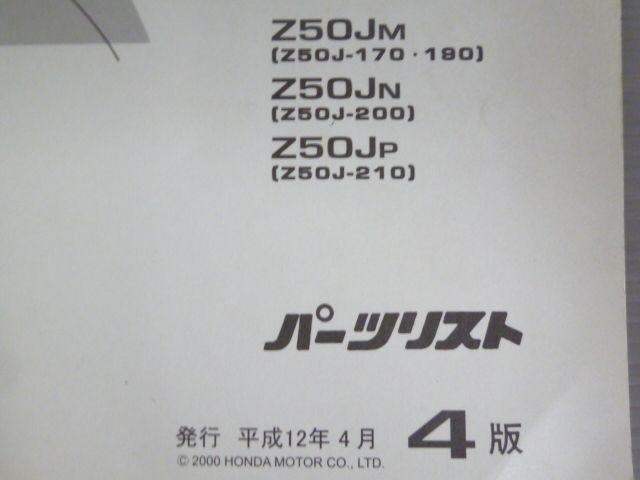 Z50JM
(Z50J-170・190)
Z50JN
(Z50J-200)
Z50JP
(Z50J-210)
パーツリスト
発行 平成12年4月 4版
© 2000 HONDA MOTOR CO., LTD.